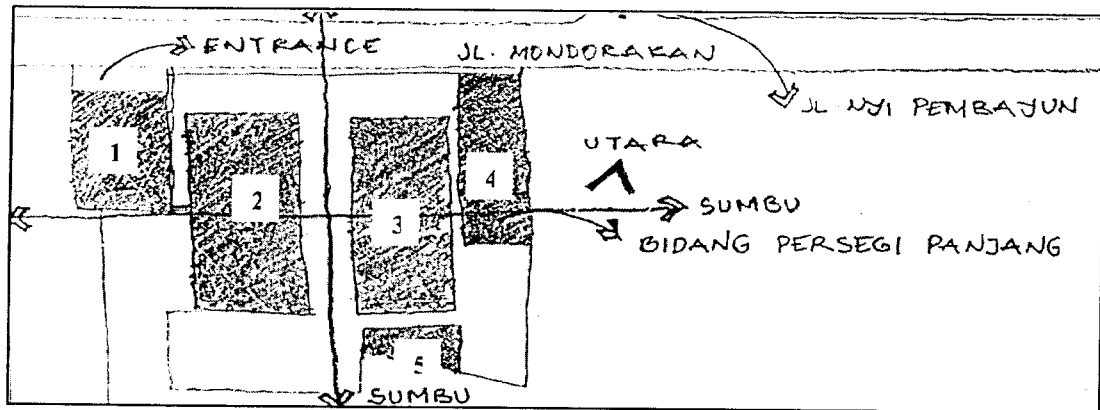 ENTRANCE
JL. MONDORAKAN
JL NYI PEMBAJUN
UTARA
1
2
3
4
SUMBU
BIDANG PERSEGI PANJANG
5
SUMBU